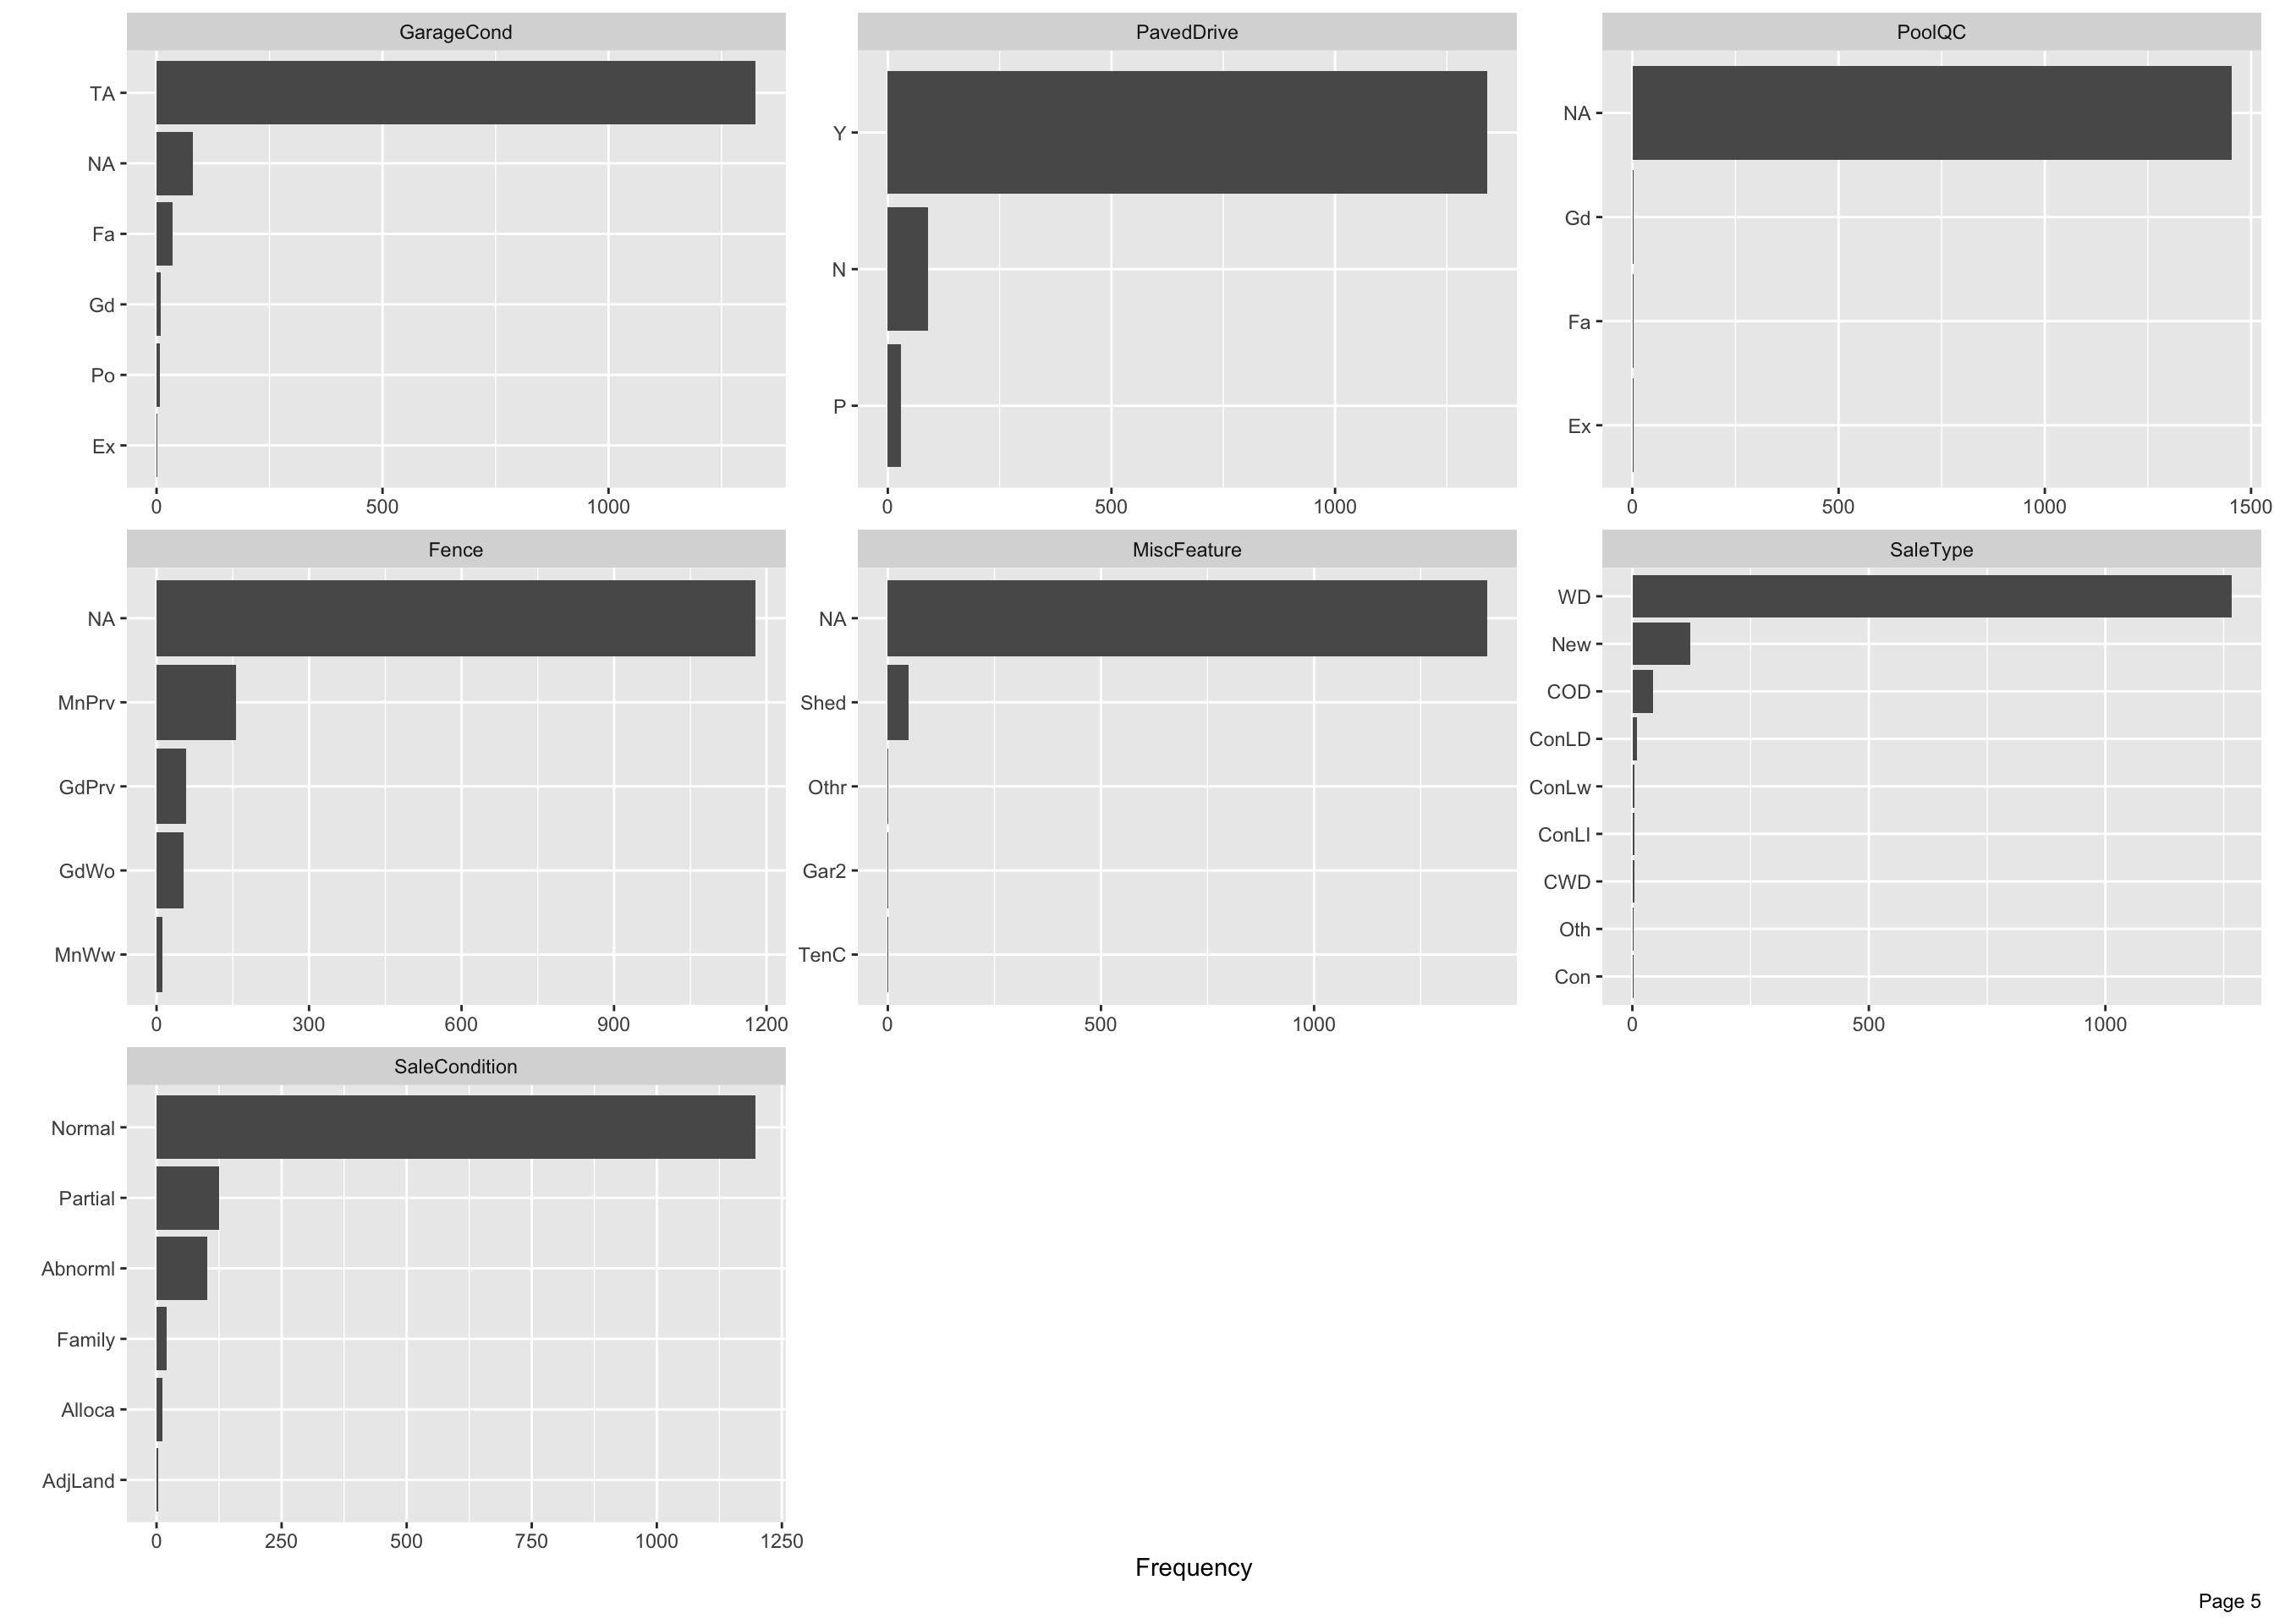 GarageCond
TA
NA
Fa
Gd
Po
Ex
0 500 1000
PavedDrive
Y
N
P
0 500 1000
PoolQC
NA
Gd
Fa
Ex
0 500 1000 1500
Fence
NA
MnPrv
GdPrv
GdWo
MnWw
0 300 600 900 1200
MiscFeature
NA
Shed
Othr
Gar2
TenC
0 500 1000
SaleType
WD
New
COD
ConLD
ConLw
ConLI
CWD
Oth
Con
0 500 1000
SaleCondition
Normal
Partial
Abnorml
Family
Alloca
AdjLand
0 250 500 750 1000 1250
Frequency
Page 5